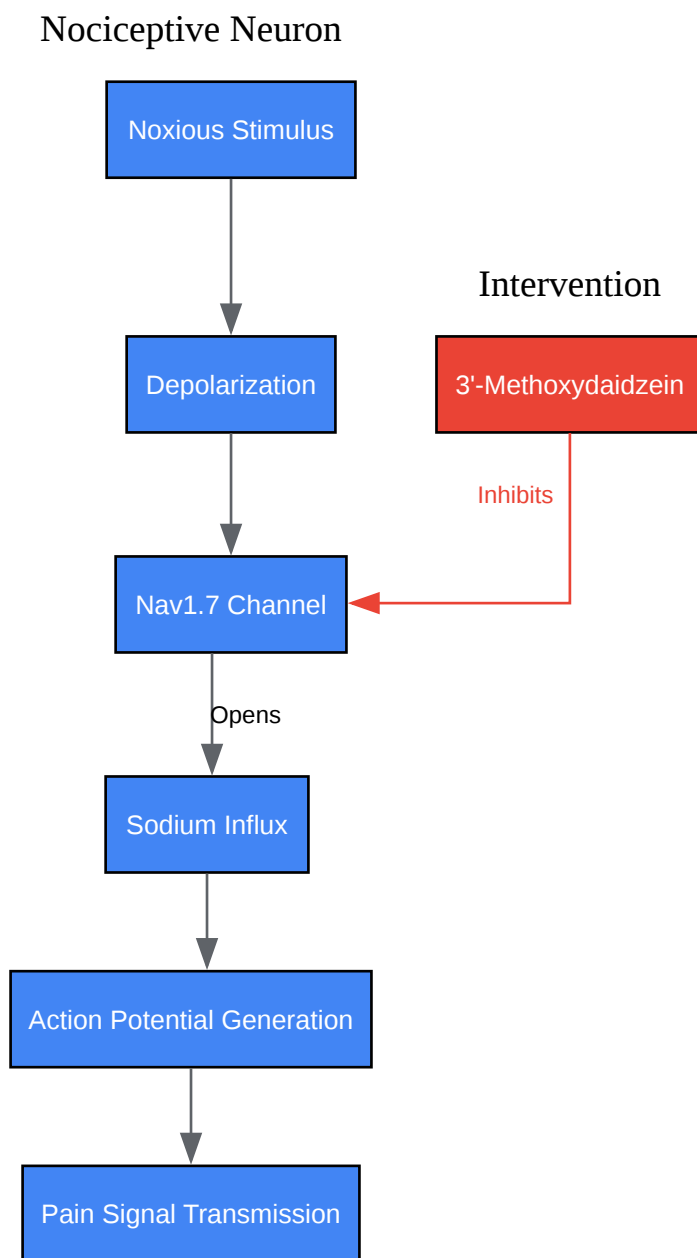 Nociceptive Neuron
Noxious Stimulus
Intervention
Depolarization
3'-Methoxydaidzein
Inhibits
Nav1.7 Channel
Opens
Sodium Influx
Action Potential Generation
Pain Signal Transmission